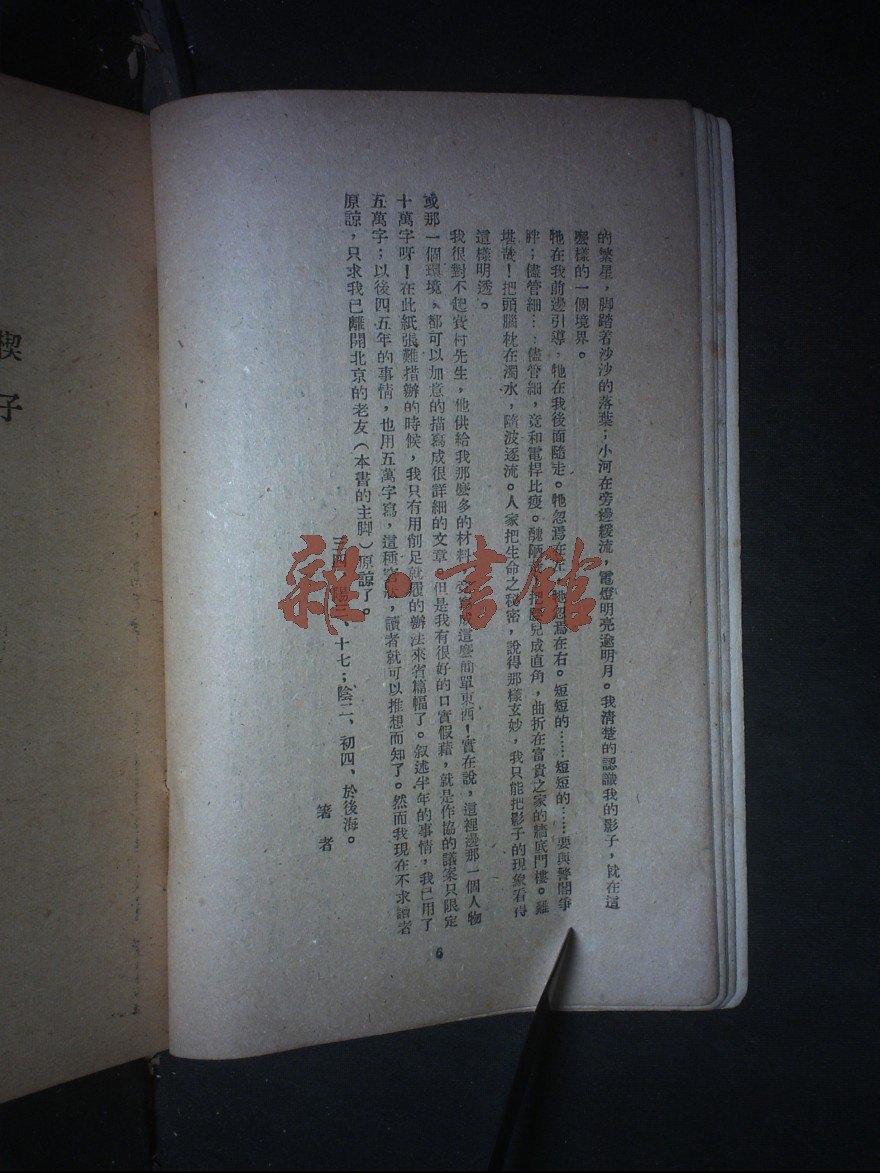 的繁星，脚踏着沙沙的落葉；小河在旁邊緩流，電燈明亮逾明月。我清楚的認識我的影子，就在這
麼樣的一個境界。
牠在我前邊引導，牠在我後面隨走。牠忽焉在左，牠忽焉在右。短短的……短短的……要與警閣爭
胖；儘管細…：儘管細，竟和電桿比瘦。醜陋把腰兒成直角，曲折在富貴之家的牆底門樓。難
堪哉！把頭腦枕在濁水，隨波逐流。人家把生命之秘密，說得那樣玄妙，我只能把影子的現象看得
這樣明透。
我很對不起費村先生，他供給我那麼多的材料，成這麼簡單東西！實在說，這裡邊那一個人物
或那一個環境，都可以加意的描寫成很詳細的文章。但是我有很好的口實假藉，就是作協的議案只限定
十萬字呀！在此紙張難措辦的時候，我只有用削足就履的辦法來省篇幅了。叙述半年的事情，我已用了
五萬字；以後四五年的事情，也用五萬字寫，這種窘狀，讀者就可以推想而知了。然而我現在不求讀者
原諒，只求我已離開北京的老友（本書的主脚）原諒了。
三四、陽三、十七；陰二、初四、於後海。
著者
6
楔子
雜·書館